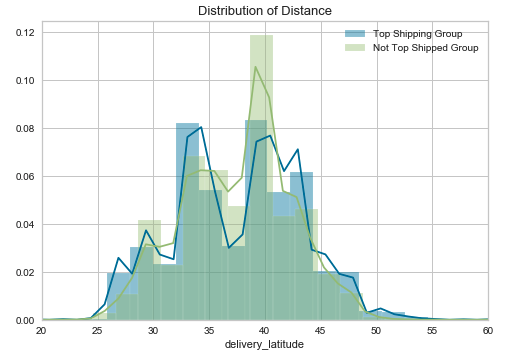 Distribution of Distance
Top Shipping Group
Not Top Shipped Group
0.12
0.10
0.08
0.06
0.04
0.02
0.00
20 25 30 35 40 45 50 55 60
delivery_latitude